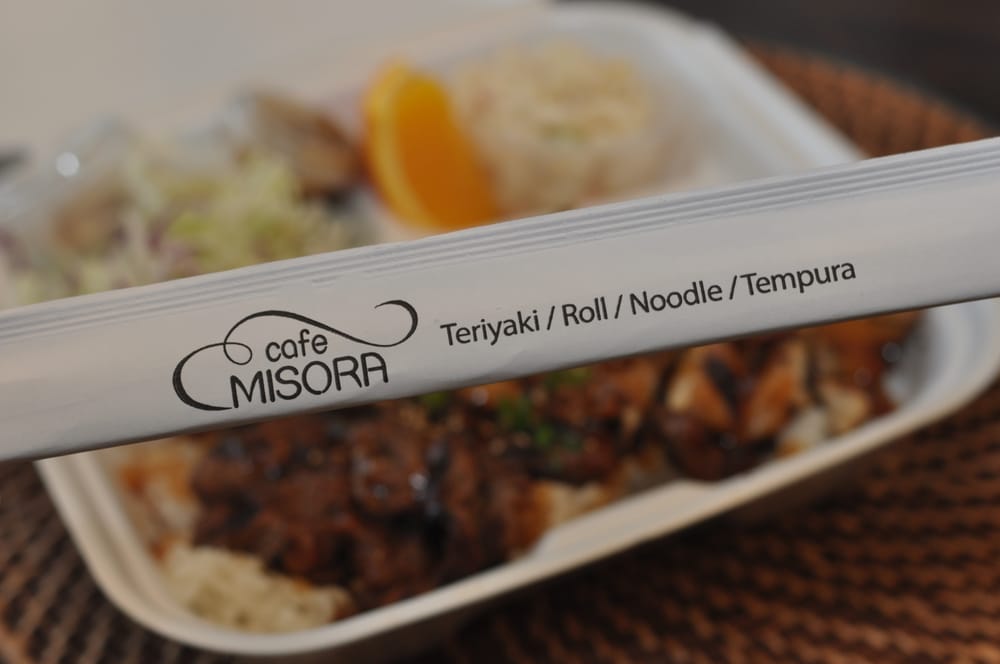 cafe
MISORA
Teriyaki / Roll / Noodle / Tempura